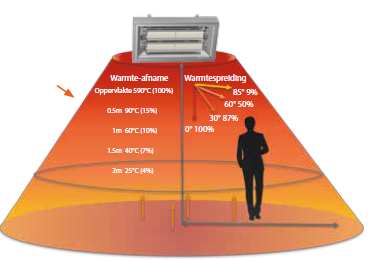 Warmte-afname
Oppervlakte 590°C (100%)
0.5m 90°C (15%)
1m 60°C (10%)
1.5m 40°C (7%)
2m 25°C (4%)
Warmtespreiding
85° 9%
60° 50%
30° 87%
0° 100%